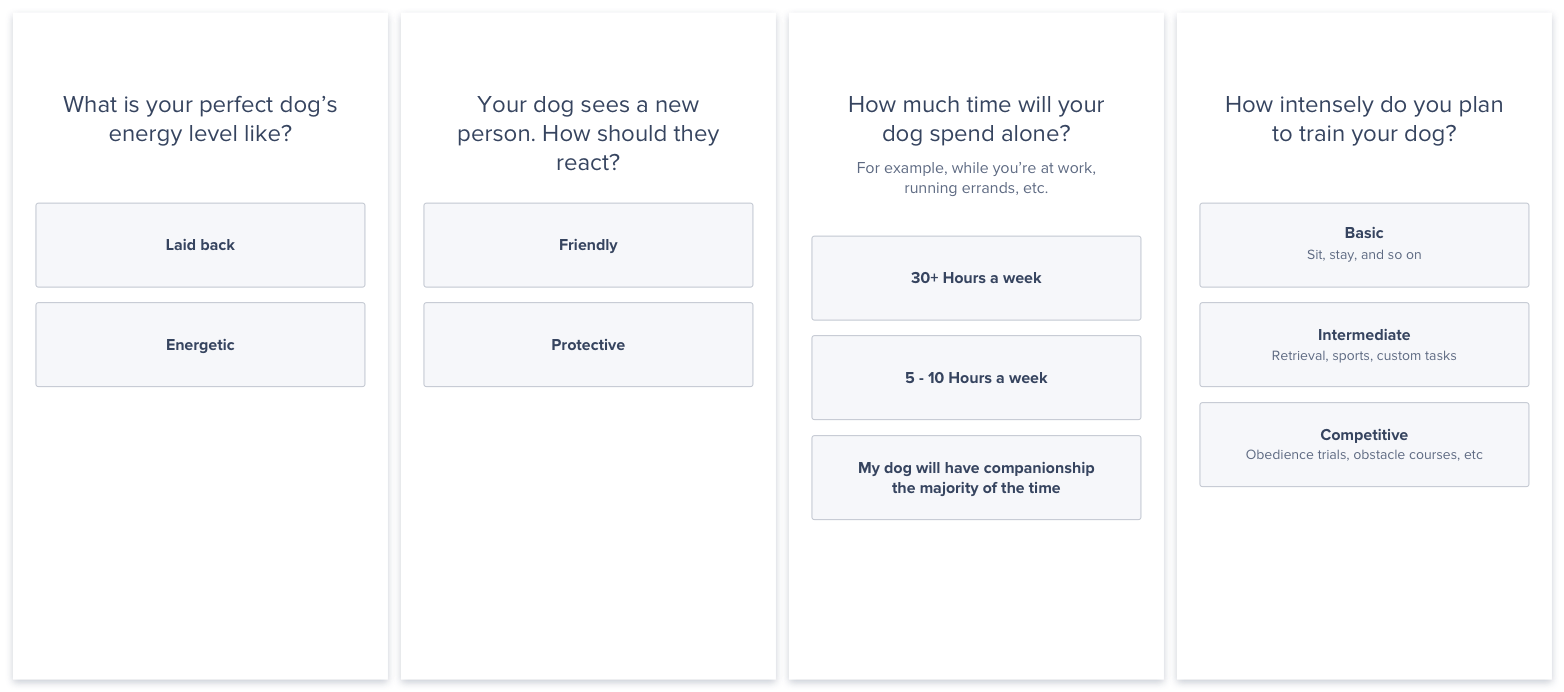 What is your perfect dog’s
energy level like?
Laid back
Energetic
Your dog sees a new
person. How should they
react?
Friendly
Protective
How much time will your
dog spend alone?
For example, while you’re at work,
running errands, etc.
30+ Hours a week
5 - 10 Hours a week
My dog will have companionship
the majority of the time
How intensely do you plan
to train your dog?
Basic
Sit, stay, and so on
Intermediate
Retrieval, sports, custom tasks
Competitive
Obedience trials, obstacle courses, etc